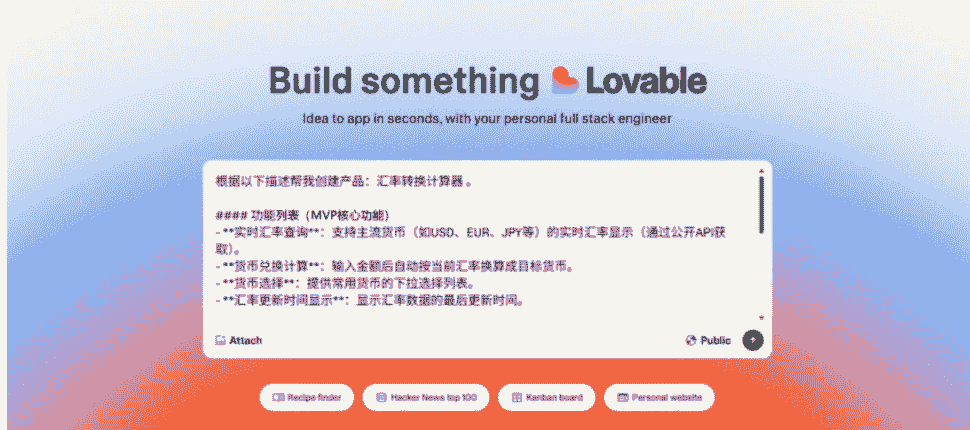 Build something Lovable
Idea to app in seconds, with your personal full stack engineer
根据以下描述帮我创建产品：汇率转换计算器。
#### 功能列表（MVP核心功能）
- **实时汇率查询**：支持主流货币（如USD、EUR、JPY等）的实时汇率显示（通过公开API获
取）。
- **货币兑换计算**：输入金额后自动按当前汇率换算成目标货币。
- **货币选择**：提供常用货币的下拉选择列表。
- **汇率更新时间显示**：显示汇率数据的最后更新时间。
Attach Public
Recipe finder Hacker News top 100 Kanban board Personal website